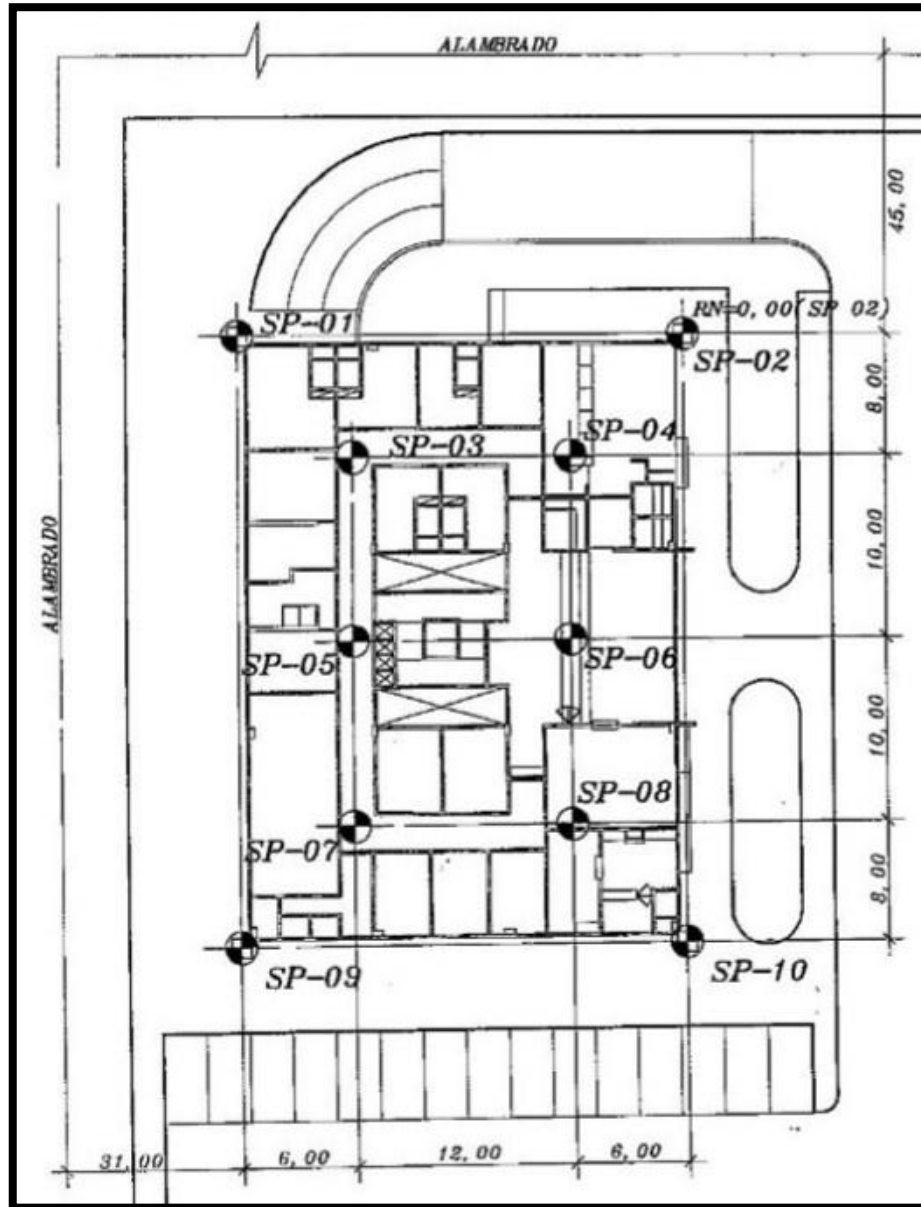 ALAMBRADO
45,00
SP-01
RN=0,00(SP 02)
SP-02
8,00
SP-03
SP-04
10,00
ALAMBRADO
SP-05
SP-06
10,00
SP-08
SP-07
8,00
SP-09
SP-10
31,00
6,00
12,00
6,00